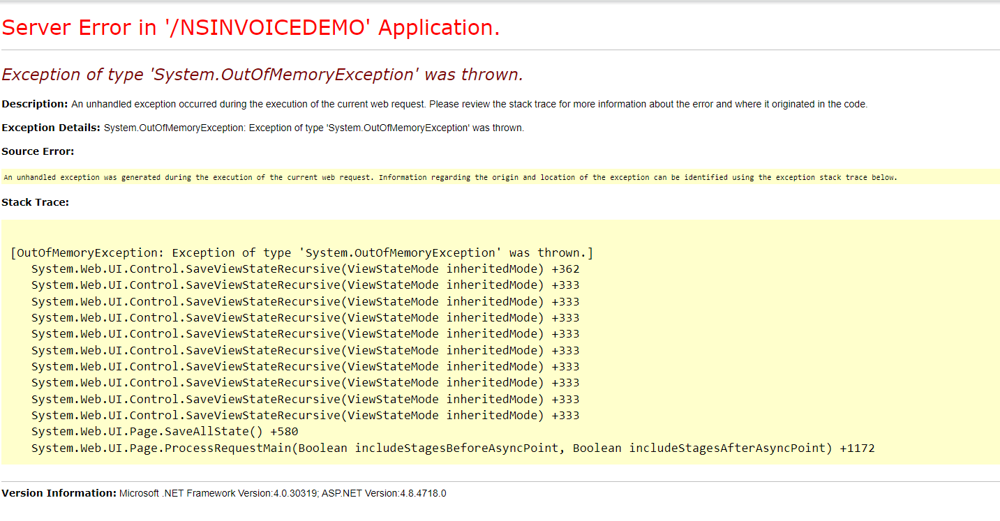 Server Error in '/NSINVOICEDEMO' Application.
Exception of type 'System.OutOfMemoryException' was thrown.
Description: An unhandled exception occurred during the execution of the current web request. Please review the stack trace for more information about the error and where it originated in the code.
Exception Details: System.OutOfMemoryException: Exception of type 'System.OutOfMemoryException' was thrown.
Source Error:
An unhandled exception was generated during the execution of the current web request. Information regarding the origin and location of the exception can be identified using the exception stack trace below.
Stack Trace:
[OutOfMemoryException: Exception of type 'System.OutOfMemoryException' was thrown.]
System.Web.UI.Control.SaveViewStateRecursive(ViewStateMode inheritedMode) +362
System.Web.UI.Control.SaveViewStateRecursive(ViewStateMode inheritedMode) +333
System.Web.UI.Control.SaveViewStateRecursive(ViewStateMode inheritedMode) +333
System.Web.UI.Control.SaveViewStateRecursive(ViewStateMode inheritedMode) +333
System.Web.UI.Control.SaveViewStateRecursive(ViewStateMode inheritedMode) +333
System.Web.UI.Control.SaveViewStateRecursive(ViewStateMode inheritedMode) +333
System.Web.UI.Control.SaveViewStateRecursive(ViewStateMode inheritedMode) +333
System.Web.UI.Control.SaveViewStateRecursive(ViewStateMode inheritedMode) +333
System.Web.UI.Control.SaveViewStateRecursive(ViewStateMode inheritedMode) +333
System.Web.UI.Control.SaveViewStateRecursive(ViewStateMode inheritedMode) +333
System.Web.UI.Page.SaveAllState() +580
System.Web.UI.Page.ProcessRequestMain(Boolean includeStagesBeforeAsyncPoint, Boolean includeStagesAfterAsyncPoint) +1172
Version Information: Microsoft .NET Framework Version:4.0.30319; ASP.NET Version:4.8.4718.0